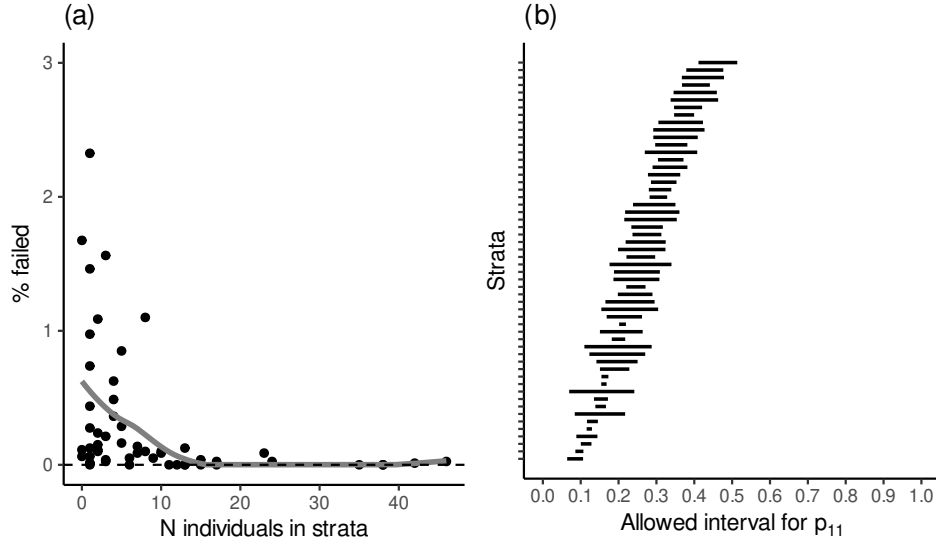 (a)
(b)
3
2
1
0
% failed
0 10 20 30 40
N individuals in strata
Strata
0.0 0.1 0.2 0.3 0.4 0.5 0.6 0.7 0.8 0.9 1.0
Allowed interval for p₁₁